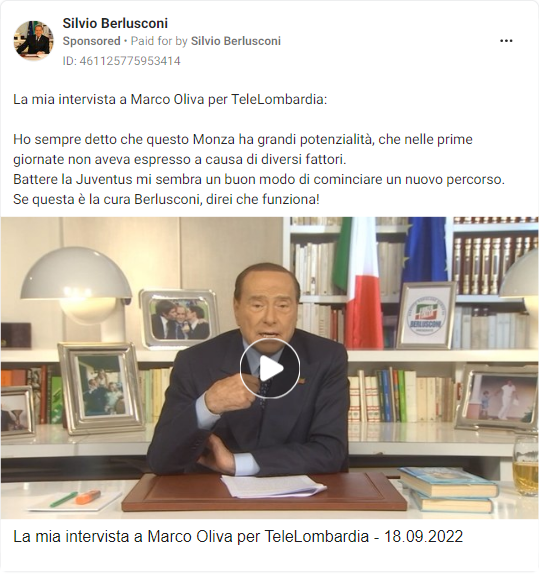 Silvio Berlusconi
Sponsored • Paid for by Silvio Berlusconi
ID: 461125775953414
La mia intervista a Marco Oliva per TeleLombardia:
Ho sempre detto che questo Monza ha grandi potenzialità, che nelle prime
giornate non aveva espresso a causa di diversi fattori.
Battere la Juventus mi sembra un buon modo di cominciare un nuovo percorso.
Se questa è la cura Berlusconi, direi che funziona!
BERLUSCONI
La mia intervista a Marco Oliva per TeleLombardia - 18.09.2022